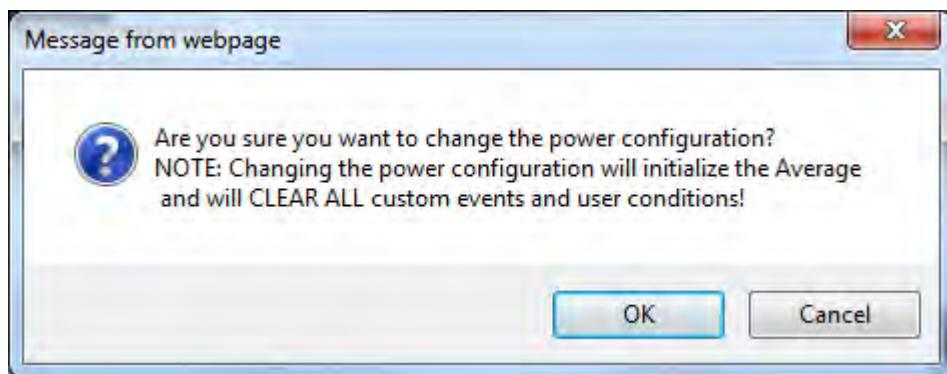 Message from webpage
Are you sure you want to change the power configuration?
NOTE: Changing the power configuration will initialize the Average
and will CLEAR ALL custom events and user conditions!
OK
Cancel